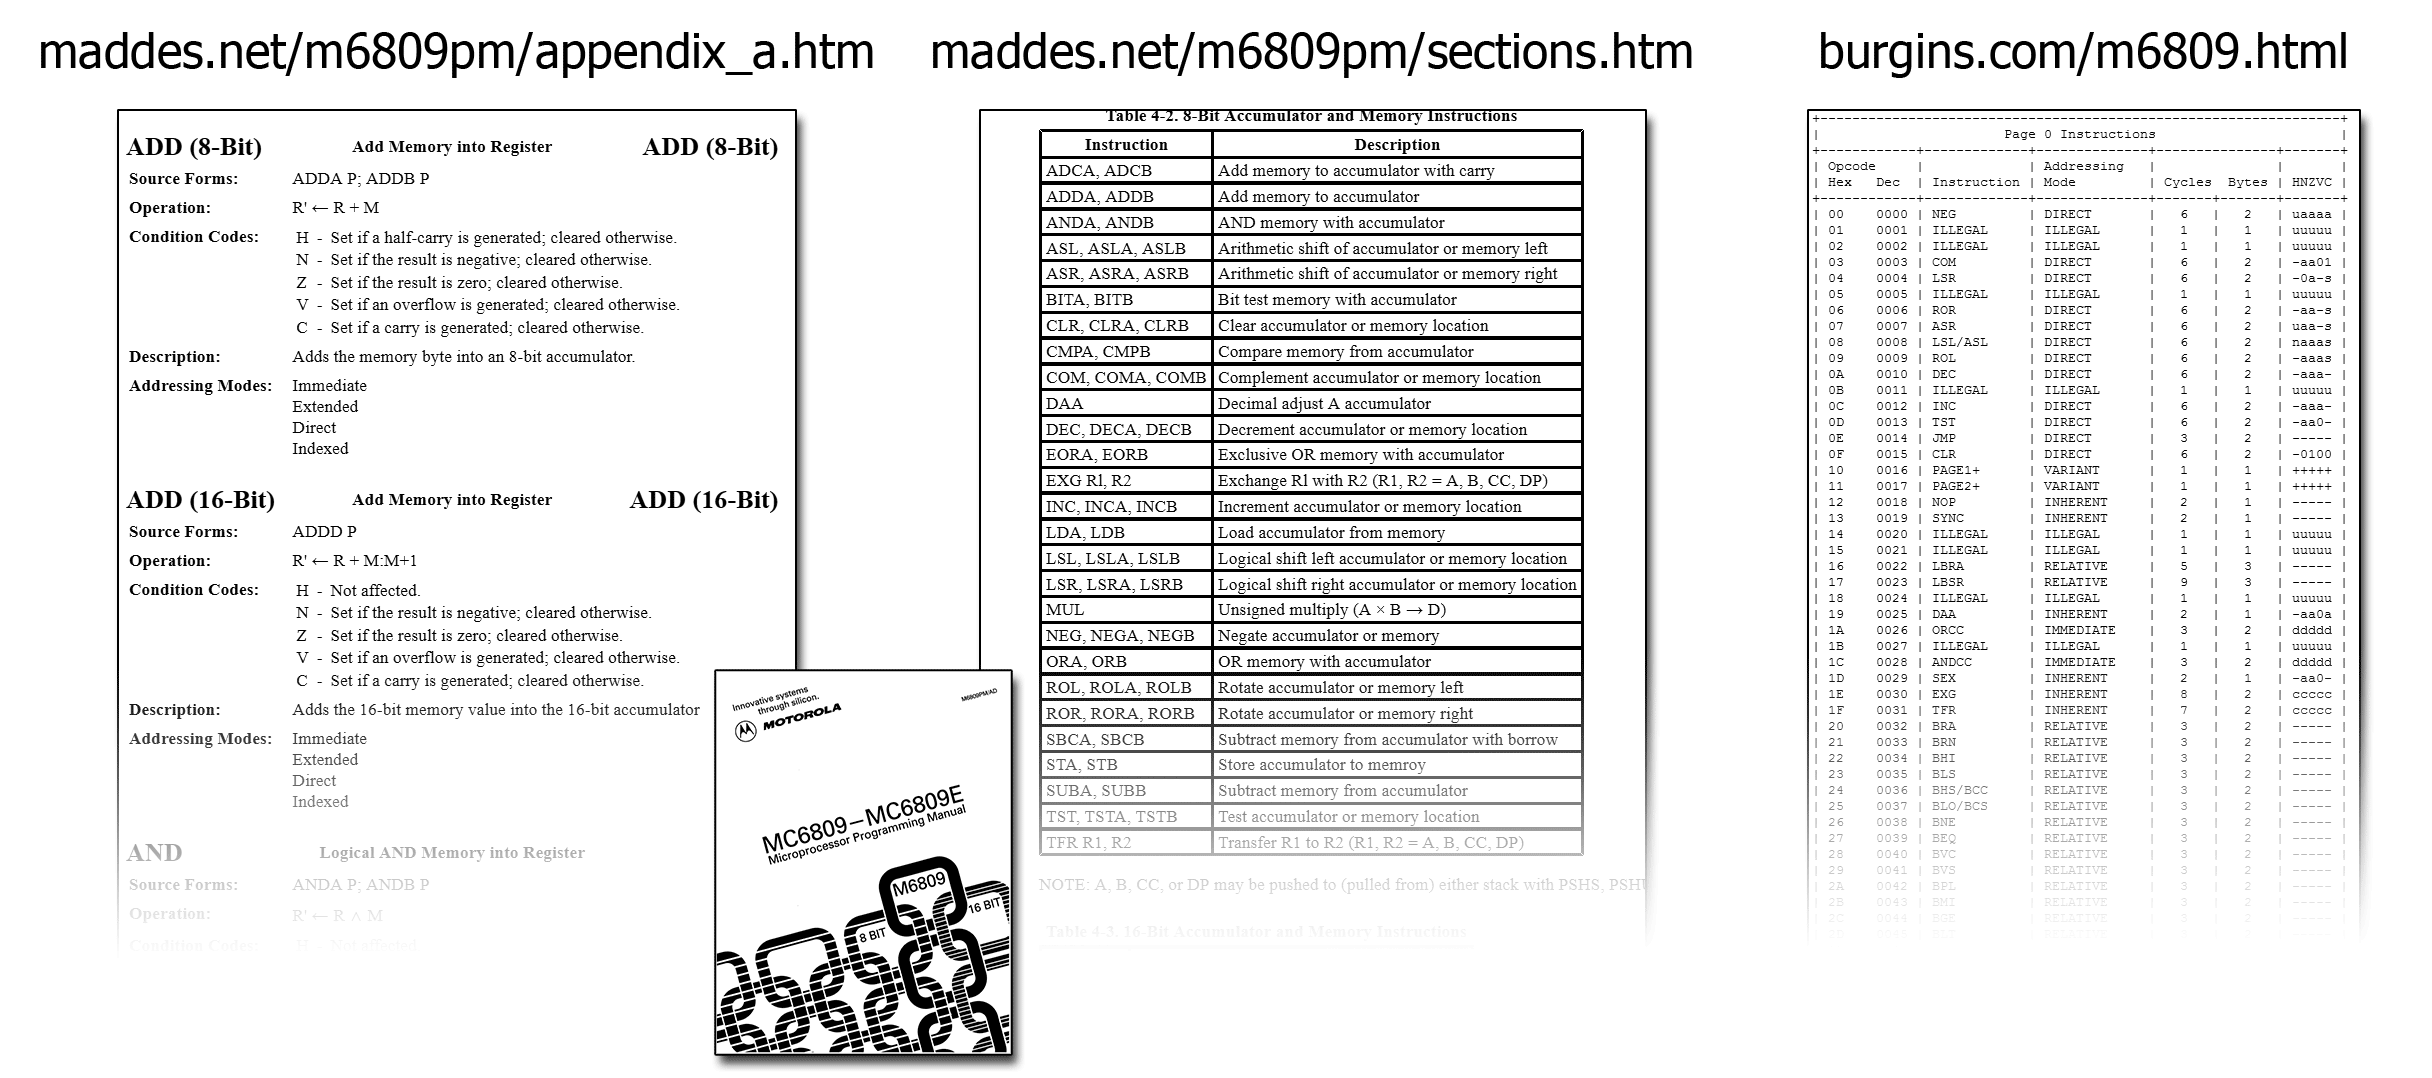 maddes.net/m6809pm/appendix_a.htm
ADD (8-Bit) Add Memory into Register ADD (8-Bit)
Source Forms: ADDA P; ADDB P
Operation: R' ← R + M
Condition Codes: H - Set if a half-carry is generated; cleared otherwise.
N - Set if the result is negative; cleared otherwise.
Z - Set if the result is zero; cleared otherwise.
V - Set if an overflow is generated; cleared otherwise.
C - Set if a carry is generated; cleared otherwise.
Description: Adds the memory byte into an 8-bit accumulator.
Addressing Modes: Immediate
Extended
Direct
Indexed
ADD (16-Bit) Add Memory into Register ADD (16-Bit)
Source Forms: ADDD P
Operation: R' ← R + M:M+1
Condition Codes: H - Not affected.
N - Set if the result is negative; cleared otherwise.
Z - Set if the result is zero; cleared otherwise.
V - Set if an overflow is generated; cleared otherwise.
C - Set if a carry is generated; cleared otherwise.
Description: Adds the 16-bit memory value into the 16-bit accumulator
Addressing Modes: Immediate
Extended
Direct
Indexed
AND Logical AND Memory into Register
Source Forms: ANDA P; ANDB P
Operation: R' ← R ∧ M
Condition Codes: H - Not affected
Innovative systems
through silicon.
M6809PM/AD
MOTOROLA
MC6809–MC6809E
Microprocessor Programming Manual
M6809
8 BIT
16 BIT
maddes.net/m6809pm/sections.htm
Table 4-2. 8-Bit Accumulator and Memory Instructions
Instruction Description
ADCA, ADCB Add memory to accumulator with carry
ADDA, ADDB Add memory to accumulator
ANDA, ANDB AND memory with accumulator
ASL, ASLA, ASLB Arithmetic shift of accumulator or memory left
ASR, ASRA, ASRB Arithmetic shift of accumulator or memory right
BITA, BITB Bit test memory with accumulator
CLR, CLRA, CLRB Clear accumulator or memory location
CMPA, CMPB Compare memory from accumulator
COM, COMA, COMB Complement accumulator or memory location
DAA Decimal adjust A accumulator
DEC, DECA, DECB Decrement accumulator or memory location
EORA, EORB Exclusive OR memory with accumulator
EXG Rl, R2 Exchange Rl with R2 (R1, R2 = A, B, CC, DP)
INC, INCA, INCB Increment accumulator or memory location
LDA, LDB Load accumulator from memory
LSL, LSLA, LSLB Logical shift left accumulator or memory location
LSR, LSRA, LSRB Logical shift right accumulator or memory location
MUL Unsigned multiply (A × B → D)
NEG, NEGA, NEGB Negate accumulator or memory
ORA, ORB OR memory with accumulator
ROL, ROLA, ROLB Rotate accumulator or memory left
ROR, RORA, RORB Rotate accumulator or memory right
SBCA, SBCB Subtract memory from accumulator with borrow
STA, STB Store accumulator to memroy
SUBA, SUBB Subtract memory from accumulator
TST, TSTA, TSTB Test accumulator or memory location
TFR R1, R2 Transfer R1 to R2 (R1, R2 = A, B, CC, DP)
NOTE: A, B, CC, or DP may be pushed to (pulled from) either stack with PSHS, PSHU
Table 4-3. 16-Bit Accumulator and Memory Instructions
burgins.com/m6809.html
Page 0 Instructions
Opcode Addressing
Hex Dec Instruction Mode Cycles Bytes HNZVC
00 0000 NEG DIRECT 6 2 uaaaa
01 0001 ILLEGAL ILLEGAL 1 1 uuuuu
02 0002 ILLEGAL ILLEGAL 1 1 uuuuu
03 0003 COM DIRECT 6 2 -aa01
04 0004 LSR DIRECT 6 2 -0a-s
05 0005 ILLEGAL ILLEGAL 1 1 uuuuu
06 0006 ROR DIRECT 6 2 -aa-s
07 0007 ASR DIRECT 6 2 uaa-s
08 0008 LSL/ASL DIRECT 6 2 naaas
09 0009 ROL DIRECT 6 2 -aaas
0A 0010 DEC DIRECT 6 2 -aaa-
0B 0011 ILLEGAL ILLEGAL 1 1 uuuuu
0C 0012 INC DIRECT 6 2 -aaa-
0D 0013 TST DIRECT 6 2 -aa0-
0E 0014 JMP DIRECT 3 2 -----
0F 0015 CLR DIRECT 6 2 -0100
10 0016 PAGE1+ VARIANT 1 1 +++++
11 0017 PAGE2+ VARIANT 1 1 +++++
12 0018 NOP INHERENT 2 1 -----
13 0019 SYNC INHERENT 2 1 -----
14 0020 ILLEGAL ILLEGAL 1 1 uuuuu
15 0021 ILLEGAL ILLEGAL 1 1 uuuuu
16 0022 LBRA RELATIVE 5 3 -----
17 0023 LBSR RELATIVE 9 3 -----
18 0024 ILLEGAL ILLEGAL 1 1 uuuuu
19 0025 DAA INHERENT 2 1 -aa0a
1A 0026 ORCC IMMEDIATE 3 2 ddddd
1B 0027 ILLEGAL ILLEGAL 1 1 uuuuu
1C 0028 ANDCC IMMEDIATE 3 2 ddddd
1D 0029 SEX INHERENT 2 1 -aa0-
1E 0030 EXG INHERENT 8 2 ccccc
1F 0031 TFR INHERENT 7 2 ccccc
20 0032 BRA RELATIVE 3 2 -----
21 0033 BRN RELATIVE 3 2 -----
22 0034 BHI RELATIVE 3 2 -----
23 0035 BLS RELATIVE 3 2 -----
24 0036 BHS/BCC RELATIVE 3 2 -----
25 0037 BLO/BCS RELATIVE 3 2 -----
26 0038 BNE RELATIVE 3 2 -----
27 0039 BEQ RELATIVE 3 2 -----
28 0040 BVC RELATIVE 3 2 -----
29 0041 BVS RELATIVE 3 2 -----
2A 0042 BPL RELATIVE 3 2 -----
2B 0043 BMI RELATIVE 3 2 -----
2C 0044 BGE RELATIVE 3 2 -----